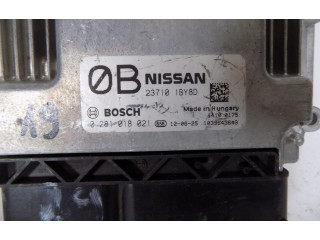 0B NISSAN
23710 1BY8D
BOSCH
Made in Hungary
0 281 018 021 12-06-25